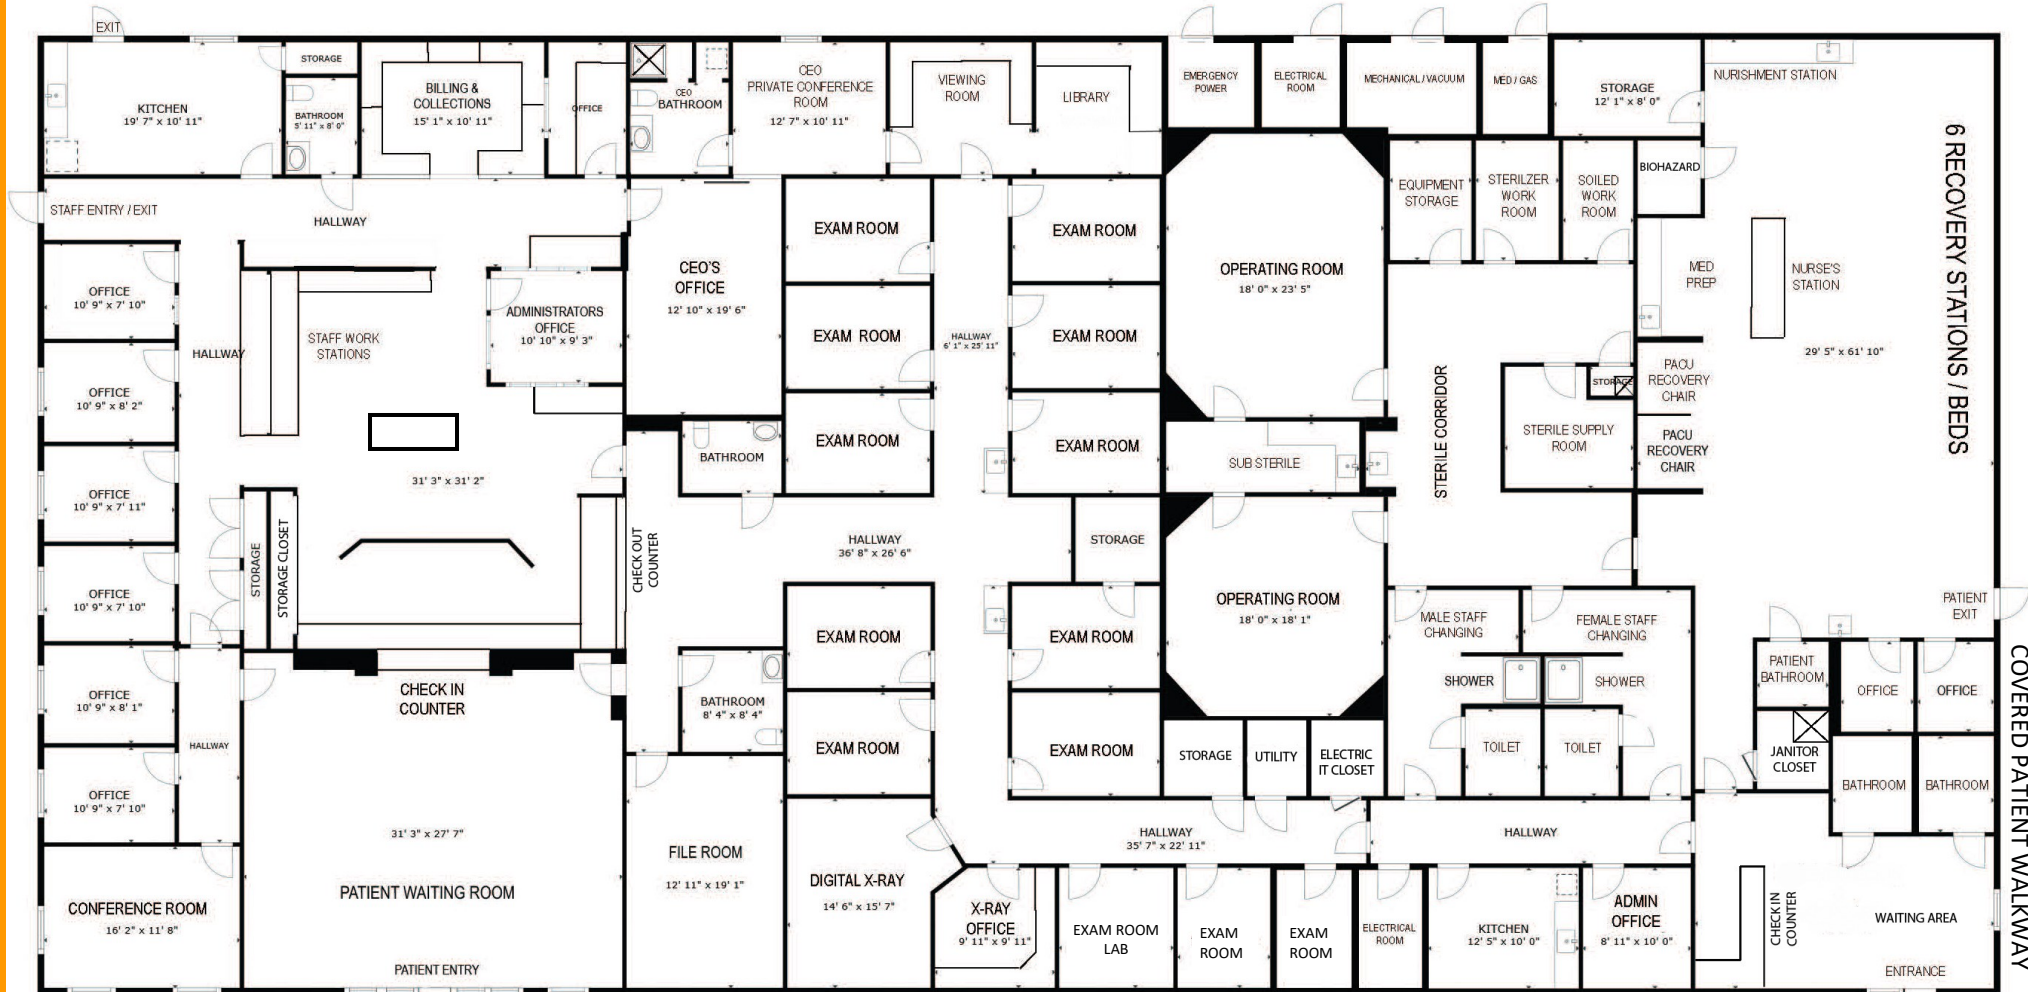 EXIT
KITCHEN
19' 7" x 10' 11"
STORAGE
BATHROOM
5' 11" x 8' 0"
BILLING &
COLLECTIONS
15' 1" x 10' 11"
OFFICE
CEO
BATHROOM
CEO
PRIVATE CONFERENCE
ROOM
12' 7" x 10' 11"
VIEWING
ROOM
LIBRARY
EMERGENCY
POWER
ELECTRICAL
ROOM
MECHANICAL / VACUUM
MED / GAS
STORAGE
12' 1" x 8' 0"
NURISHMENT STATION
6 RECOVERY STATIONS / BEDS
STAFF ENTRY / EXIT
HALLWAY
EXAM ROOM
EXAM ROOM
EQUIPMENT
STORAGE
STERILZER
WORK
ROOM
SOILED
WORK
ROOM
BIOHAZARD
OFFICE
10' 9" x 7' 10"
HALLWAY
STAFF WORK
STATIONS
ADMINISTRATORS
OFFICE
10' 10" x 9' 3"
CEO'S
OFFICE
12' 10" x 19' 6"
EXAM ROOM
HALLWAY
6' 1" x 25' 11"
EXAM ROOM
OPERATING ROOM
18' 0" x 23' 5"
MED
PREP
NURSE'S
STATION
29' 5" x 61' 10"
OFFICE
10' 9" x 8' 2"
EXAM ROOM
EXAM ROOM
STERILE CORRIDOR
STORAGE
PACU
RECOVERY
CHAIR
STERILE SUPPLY
ROOM
PACU
RECOVERY
CHAIR
OFFICE
10' 9" x 7' 11"
31' 3" x 31' 2"
BATHROOM
SUB STERILE
STORAGE
STORAGE CLOSET
CHECK OUT
COUNTER
HALLWAY
36' 8" x 26' 6"
STORAGE
OFFICE
10' 9" x 7' 10"
EXAM ROOM
EXAM ROOM
OPERATING ROOM
18' 0" x 18' 1"
MALE STAFF
CHANGING
FEMALE STAFF
CHANGING
PATIENT
EXIT
COVERED PATIENT WALKWAY
OFFICE
10' 9" x 8' 1"
CHECK IN
COUNTER
BATHROOM
8' 4" x 8' 4"
SHOWER
SHOWER
PATIENT
BATHROOM
OFFICE
OFFICE
HALLWAY
EXAM ROOM
EXAM ROOM
STORAGE
UTILITY
ELECTRIC
IT CLOSET
TOILET
TOILET
JANITOR
CLOSET
BATHROOM
BATHROOM
OFFICE
10' 9" x 7' 10"
31' 3" x 27' 7"
HALLWAY
35' 7" x 22' 11"
HALLWAY
PATIENT WAITING ROOM
FILE ROOM
12' 11" x 19' 1"
DIGITAL X-RAY
14' 6" x 15' 7"
X-RAY
OFFICE
9' 11" x 9' 11"
EXAM ROOM
LAB
EXAM
ROOM
EXAM
ROOM
ELECTRICAL
ROOM
KITCHEN
12' 5" x 10' 0"
ADMIN
OFFICE
8' 11" x 10' 0"
CHECK IN
COUNTER
WAITING AREA
CONFERENCE ROOM
16' 2" x 11' 8"
PATIENT ENTRY
ENTRANCE